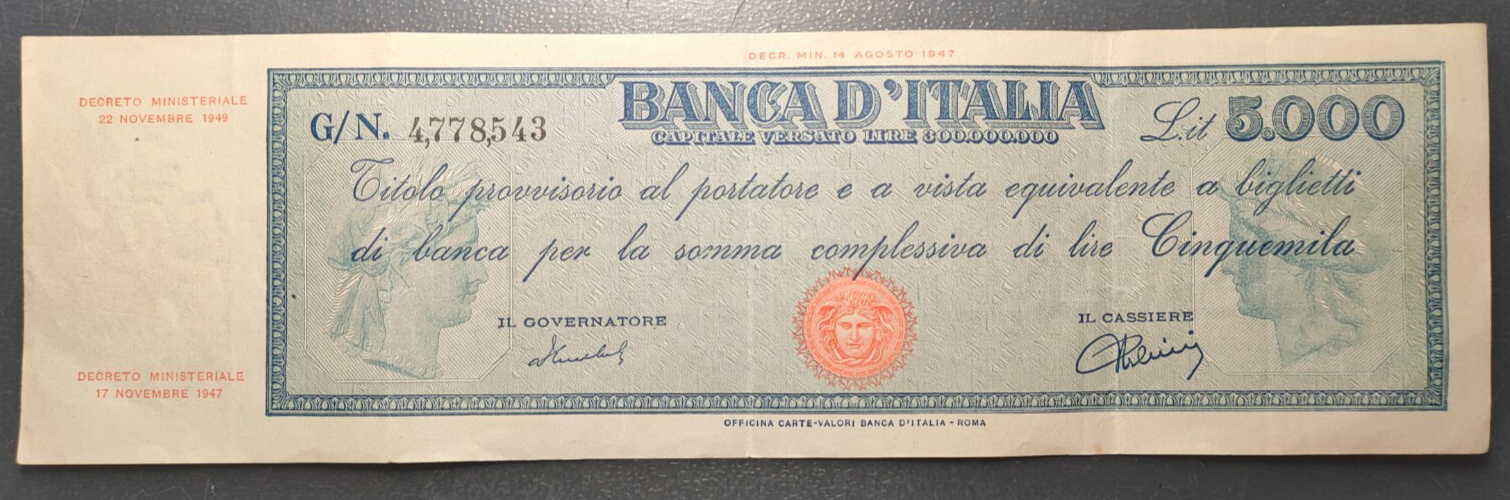 DECR. MIN. 14 AGOSTO 1947
DECRETO MINISTERIALE
22 NOVEMBRE 1949
BANCA D'ITALIA
CAPITALE VERSATO LIRE 300.000.000
G/N. 4,778,543
L.it 5.000
Titolo provvisorio al portatore e a vista equivalente a biglietti
di banca per la somma complessiva di lire Cinquemila
IL GOVERNATORE
IL CASSIERE
DECRETO MINISTERIALE
17 NOVEMBRE 1947
OFFICINA CARTE-VALORI BANCA D'ITALIA - ROMA